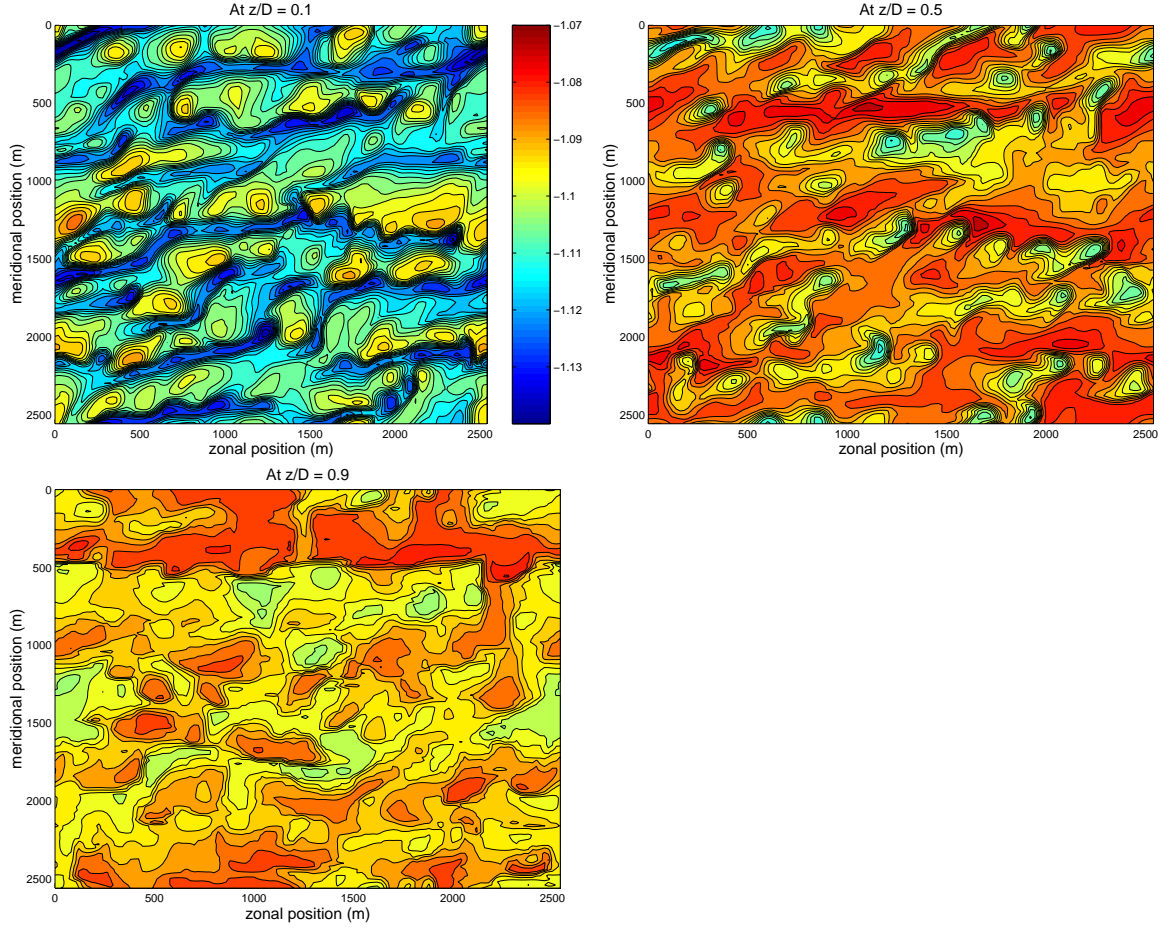 At z/D = 0.1
meridional position (m)
0
500
1000
1500
2000
2500
0 500 1000 1500 2000 2500
zonal position (m)
−1.07
−1.08
−1.09
−1.1
−1.11
−1.12
−1.13
At z/D = 0.5
meridional position (m)
0
500
1000
1500
2000
2500
0 500 1000 1500 2000 2500
zonal position (m)
At z/D = 0.9
meridional position (m)
0
500
1000
1500
2000
2500
0 500 1000 1500 2000 2500
zonal position (m)